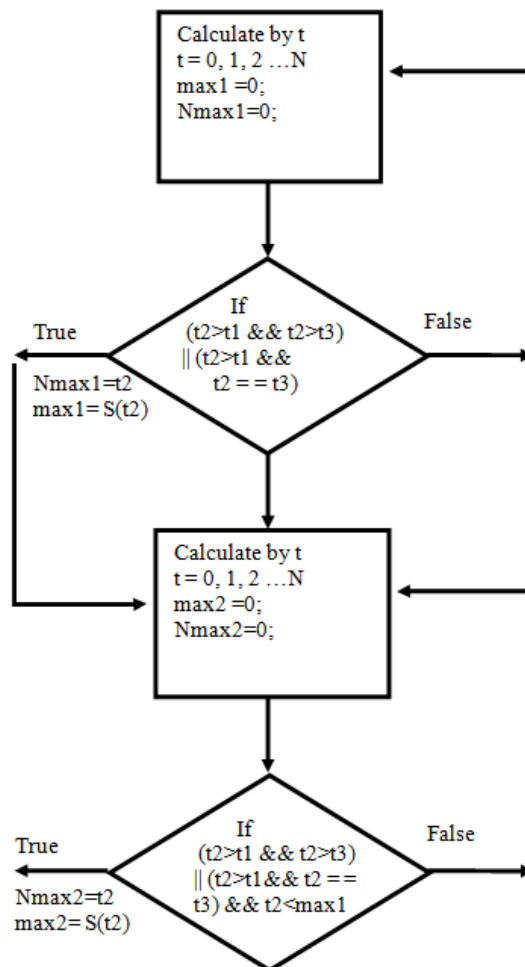 Calculate by t
t = 0, 1, 2 ...N
max1 =0;
Nmax1=0;
If
(t2>t1 && t2>t3)
|| (t2>t1 &&
t2 == t3)
True
False
Nmax1=t2
max1= S(t2)
Calculate by t
t = 0, 1, 2 ...N
max2 =0;
Nmax2=0;
If
(t2>t1 && t2>t3)
|| (t2>t1&& t2 ==
t3) && t2<max1
True
False
Nmax2=t2
max2= S(t2)